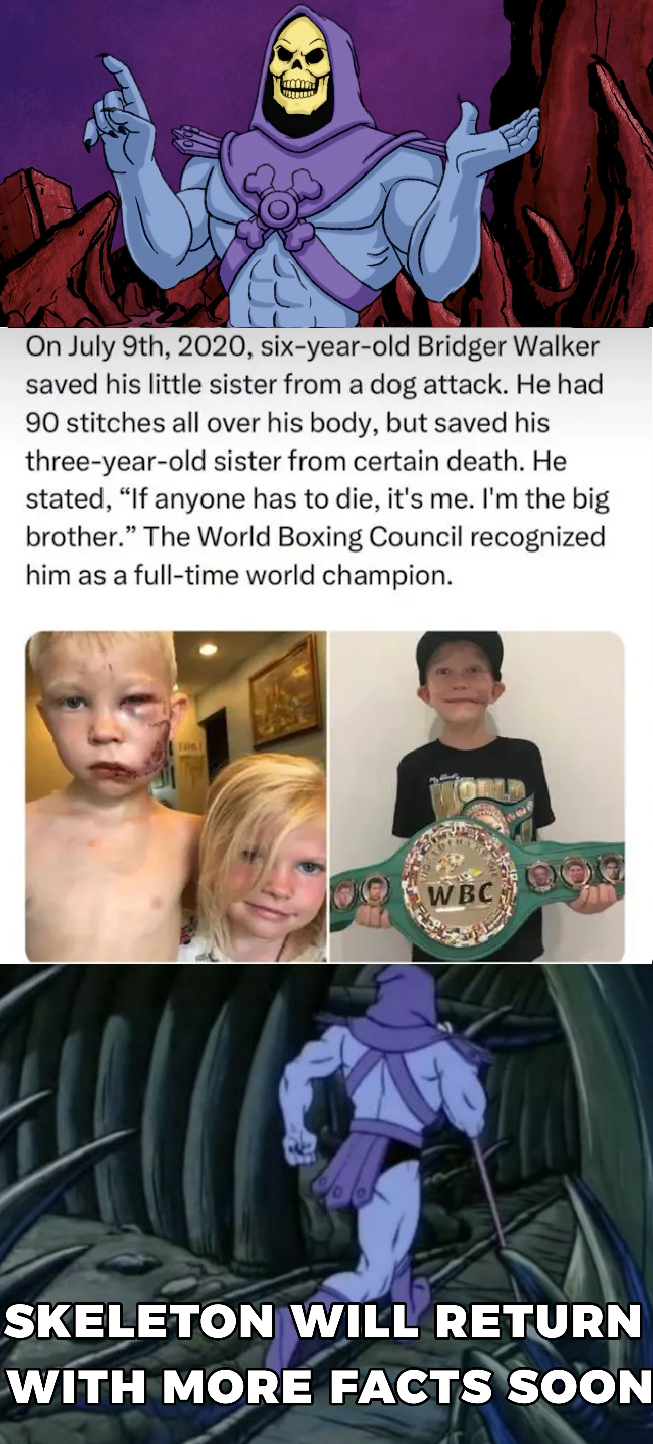 On July 9th, 2020, six-year-old Bridger Walker
saved his little sister from a dog attack. He had
90 stitches all over his body, but saved his
three-year-old sister from certain death. He
stated, “If anyone has to die, it's me. I'm the big
brother.” The World Boxing Council recognized
him as a full-time world champion.
WORLD
WBC
SKELETON WILL RETURN
WITH MORE FACTS SOON